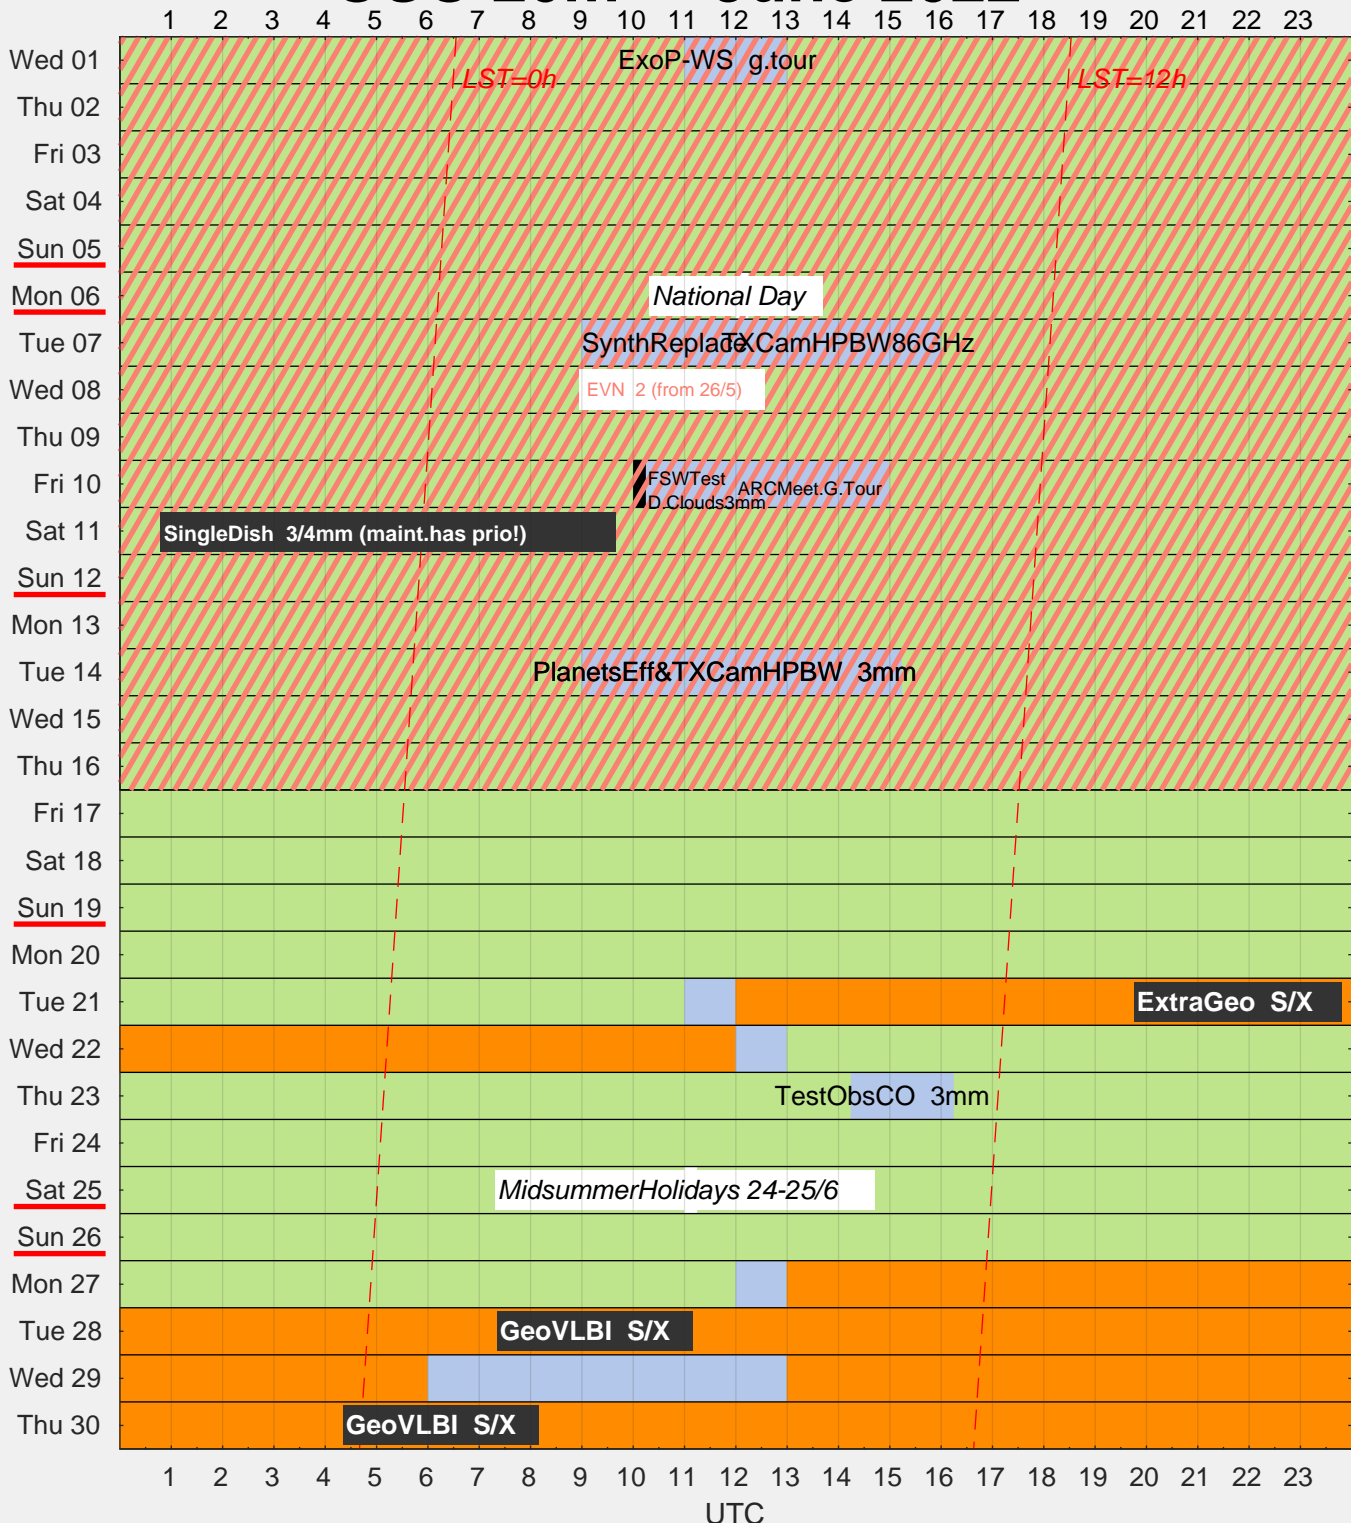 1 2 3 4 5 6 7 8 9 10 11 12 13 14 15 16 17 18 19 20 21 22 23
Wed 01 ExoP-WS g.tour
LST=0h LST=12h
Thu 02
Fri 03
Sat 04
Sun 05
Mon 06 National Day
Tue 07 SynthReplace TXCamHPBW86GHz
Wed 08 EVN 2 (from 26/5)
Thu 09
Fri 10 FSWTest ARCMeet.G.Tour
D.Clouds3mm
Sat 11 SingleDish 3/4mm (maint.has prio!)
Sun 12
Mon 13
Tue 14 PlanetsEff&TXCamHPBW 3mm
Wed 15
Thu 16
Fri 17
Sat 18
Sun 19
Mon 20
Tue 21 ExtraGeo S/X
Wed 22
Thu 23 TestObsCO 3mm
Fri 24
Sat 25 MidsummerHolidays 24-25/6
Sun 26
Mon 27
Tue 28 GeoVLBI S/X
Wed 29
Thu 30 GeoVLBI S/X
1 2 3 4 5 6 7 8 9 10 11 12 13 14 15 16 17 18 19 20 21 22 23
UTC